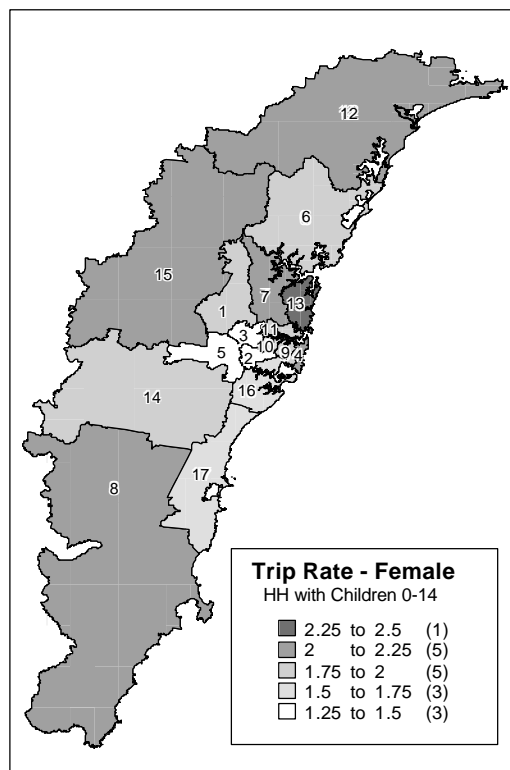 12
6
15
13
7
1
11
3
10
5
2
9
4
16
14
17
8
Trip Rate - Female
HH with Children 0-14
2.25 to 2.5 (1)
2 to 2.25 (5)
1.75 to 2 (5)
1.5 to 1.75 (3)
1.25 to 1.5 (3)